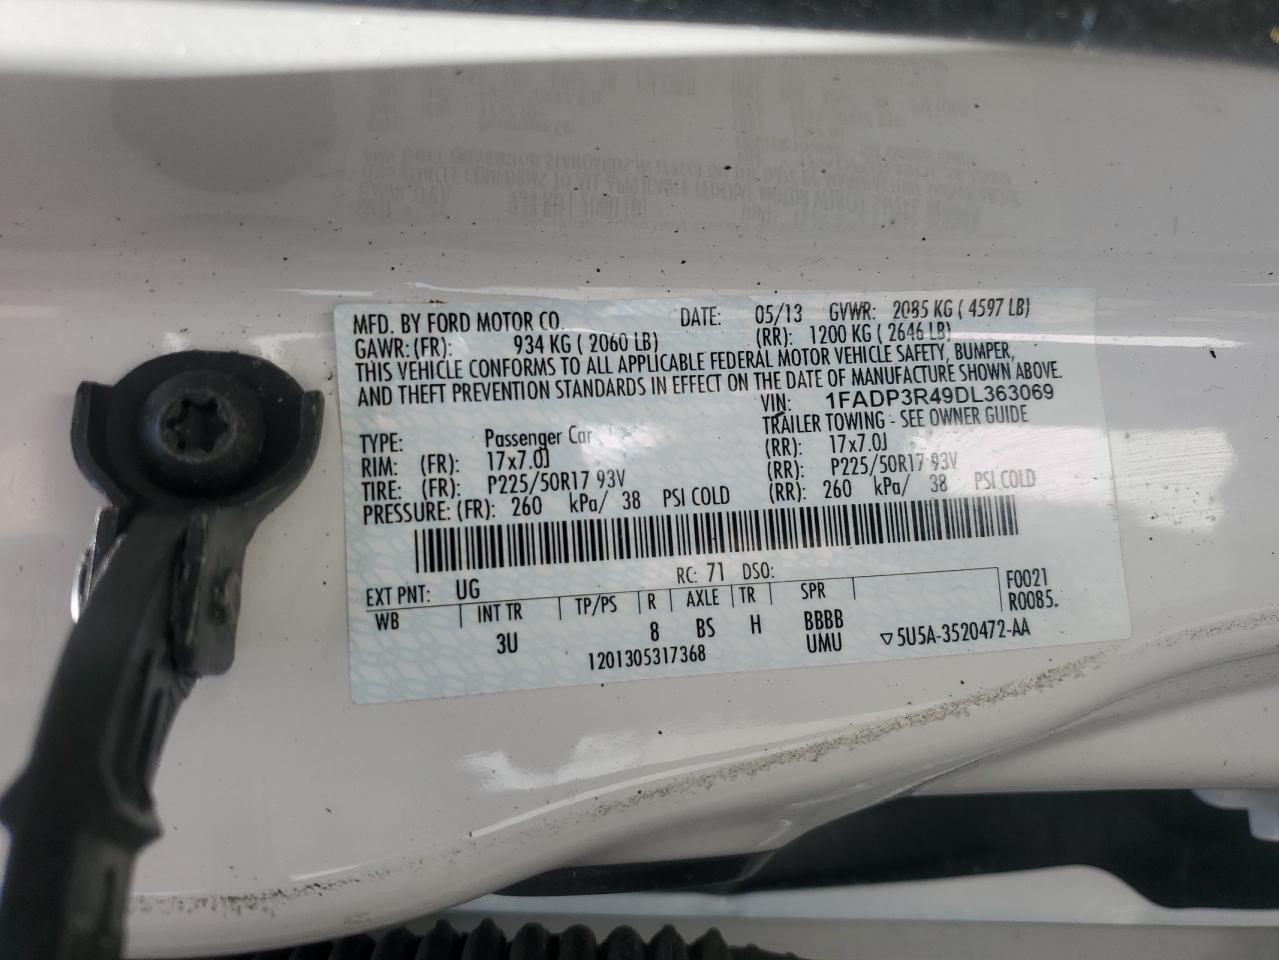 MFD. BY FORD MOTOR CO. DATE: 05/13 GVWR: 2085 KG ( 4597 LB)
GAWR: (FR): 934 KG ( 2060 LB) (RR): 1200 KG ( 2646 LB)
THIS VEHICLE CONFORMS TO ALL APPLICABLE FEDERAL MOTOR VEHICLE SAFETY, BUMPER,
AND THEFT PREVENTION STANDARDS IN EFFECT ON THE DATE OF MANUFACTURE SHOWN ABOVE.
VIN: 1FADP3R49DL363069
TRAILER TOWING - SEE OWNER GUIDE
TYPE: Passenger Car
RIM: (FR): 17x7.0J (RR): 17x7.0J
TIRE: (FR): P225/50R17 93V (RR): P225/50R17 93V
PRESSURE: (FR): 260 kPa/ 38 PSI COLD (RR): 260 kPa/ 38 PSI COLD
EXT PNT: UG RC: 71 DSO: F0021
WB INT TR TP/PS R AXLE TR SPR R0085.
3U 8 BS H BBBB
1201305317368 UMU ▽5U5A-3520472-AA